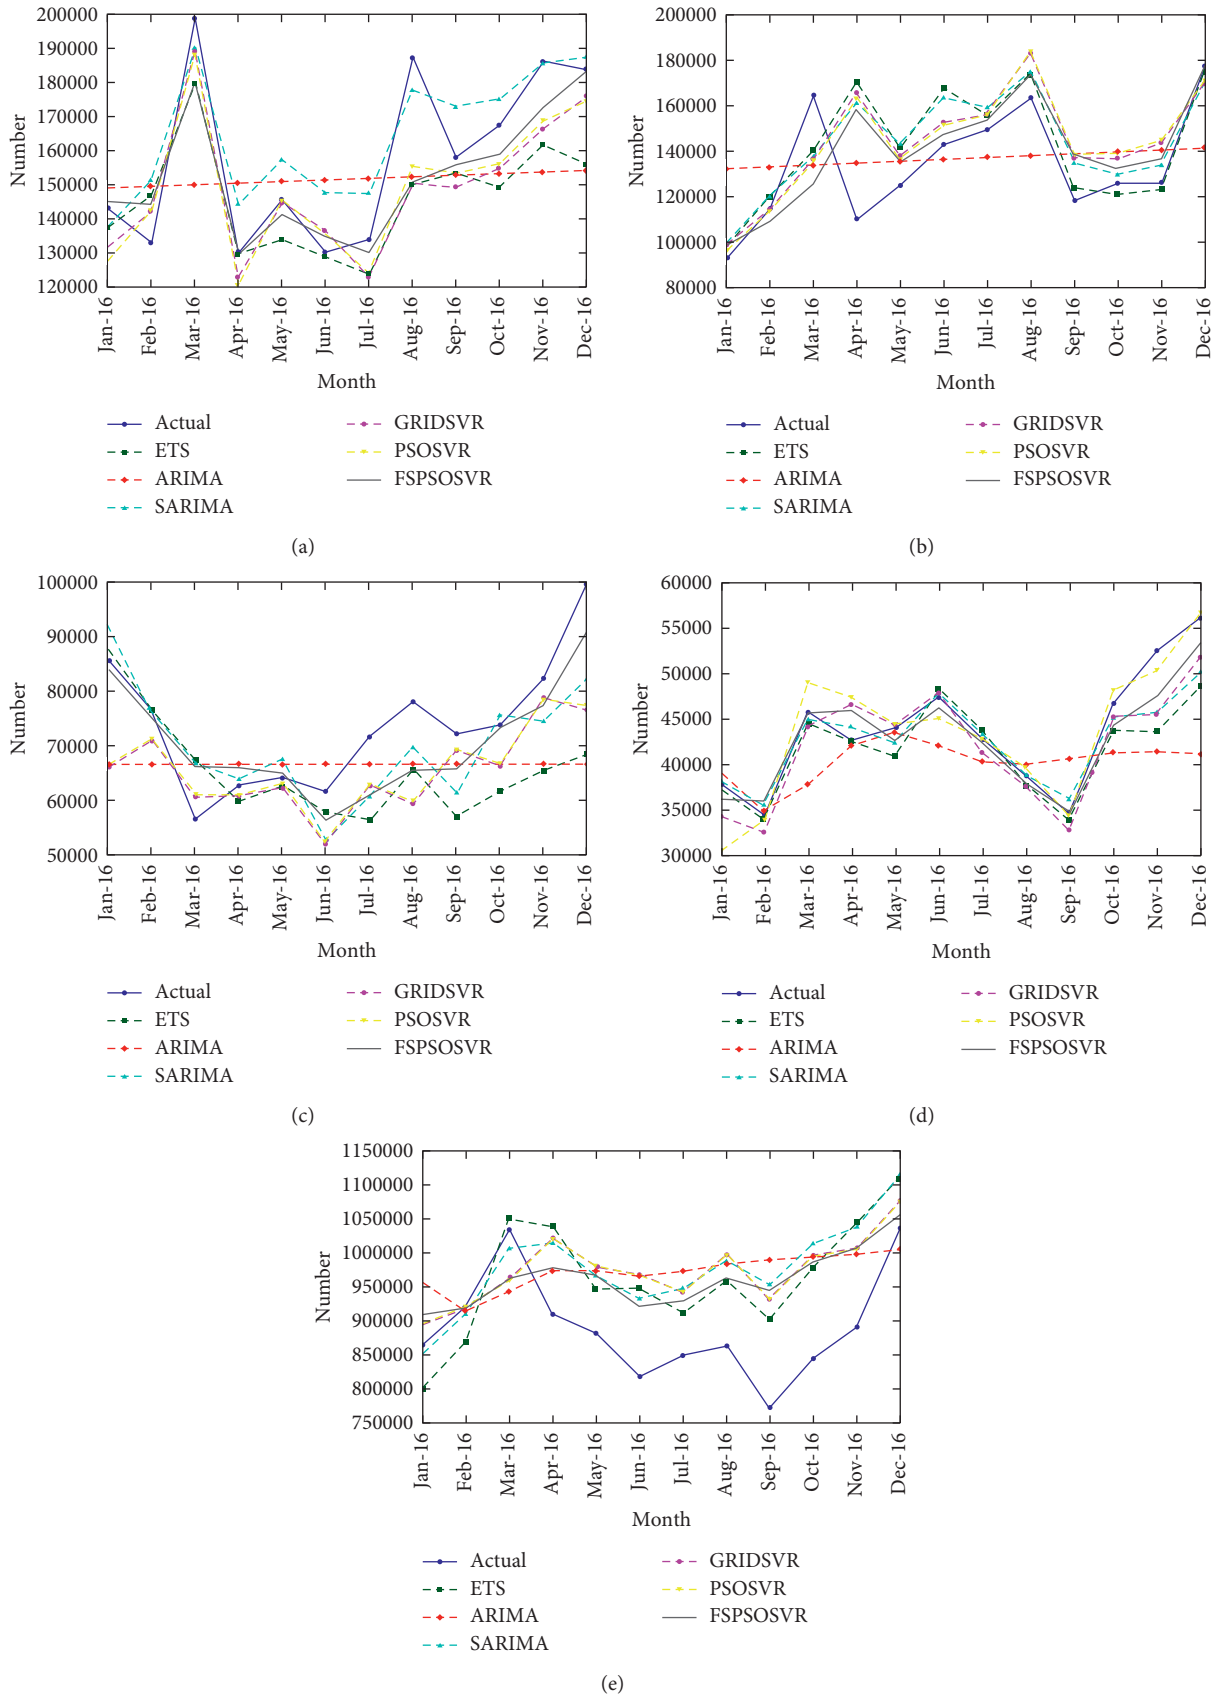 200000
190000
180000
170000
160000
150000
140000
130000
120000
Number
Jan-16
Feb-16
Mar-16
Apr-16
May-16
Jun-16
Jul-16
Aug-16
Sep-16
Oct-16
Nov-16
Dec-16
Month
Actual
ETS
ARIMA
SARIMA
GRIDSVR
PSOSVR
FSPSOSVR
(a)
200000
180000
160000
140000
120000
100000
80000
Number
Jan-16
Feb-16
Mar-16
Apr-16
May-16
Jun-16
Jul-16
Aug-16
Sep-16
Oct-16
Nov-16
Dec-16
Month
Actual
ETS
ARIMA
SARIMA
GRIDSVR
PSOSVR
FSPSOSVR
(b)
100000
90000
80000
70000
60000
50000
Number
Jan-16
Feb-16
Mar-16
Apr-16
May-16
Jun-16
Jul-16
Aug-16
Sep-16
Oct-16
Nov-16
Dec-16
Month
Actual
ETS
ARIMA
SARIMA
GRIDSVR
PSOSVR
FSPSOSVR
(c)
60000
55000
50000
45000
40000
35000
30000
Number
Jan-16
Feb-16
Mar-16
Apr-16
May-16
Jun-16
Jul-16
Aug-16
Sep-16
Oct-16
Nov-16
Dec-16
Month
Actual
ETS
ARIMA
SARIMA
GRIDSVR
PSOSVR
FSPSOSVR
(d)
1150000
1100000
1050000
1000000
950000
900000
850000
800000
750000
Number
Jan-16
Feb-16
Mar-16
Apr-16
May-16
Jun-16
Jul-16
Aug-16
Sep-16
Oct-16
Nov-16
Dec-16
Month
Actual
ETS
ARIMA
SARIMA
GRIDSVR
PSOSVR
FSPSOSVR
(e)